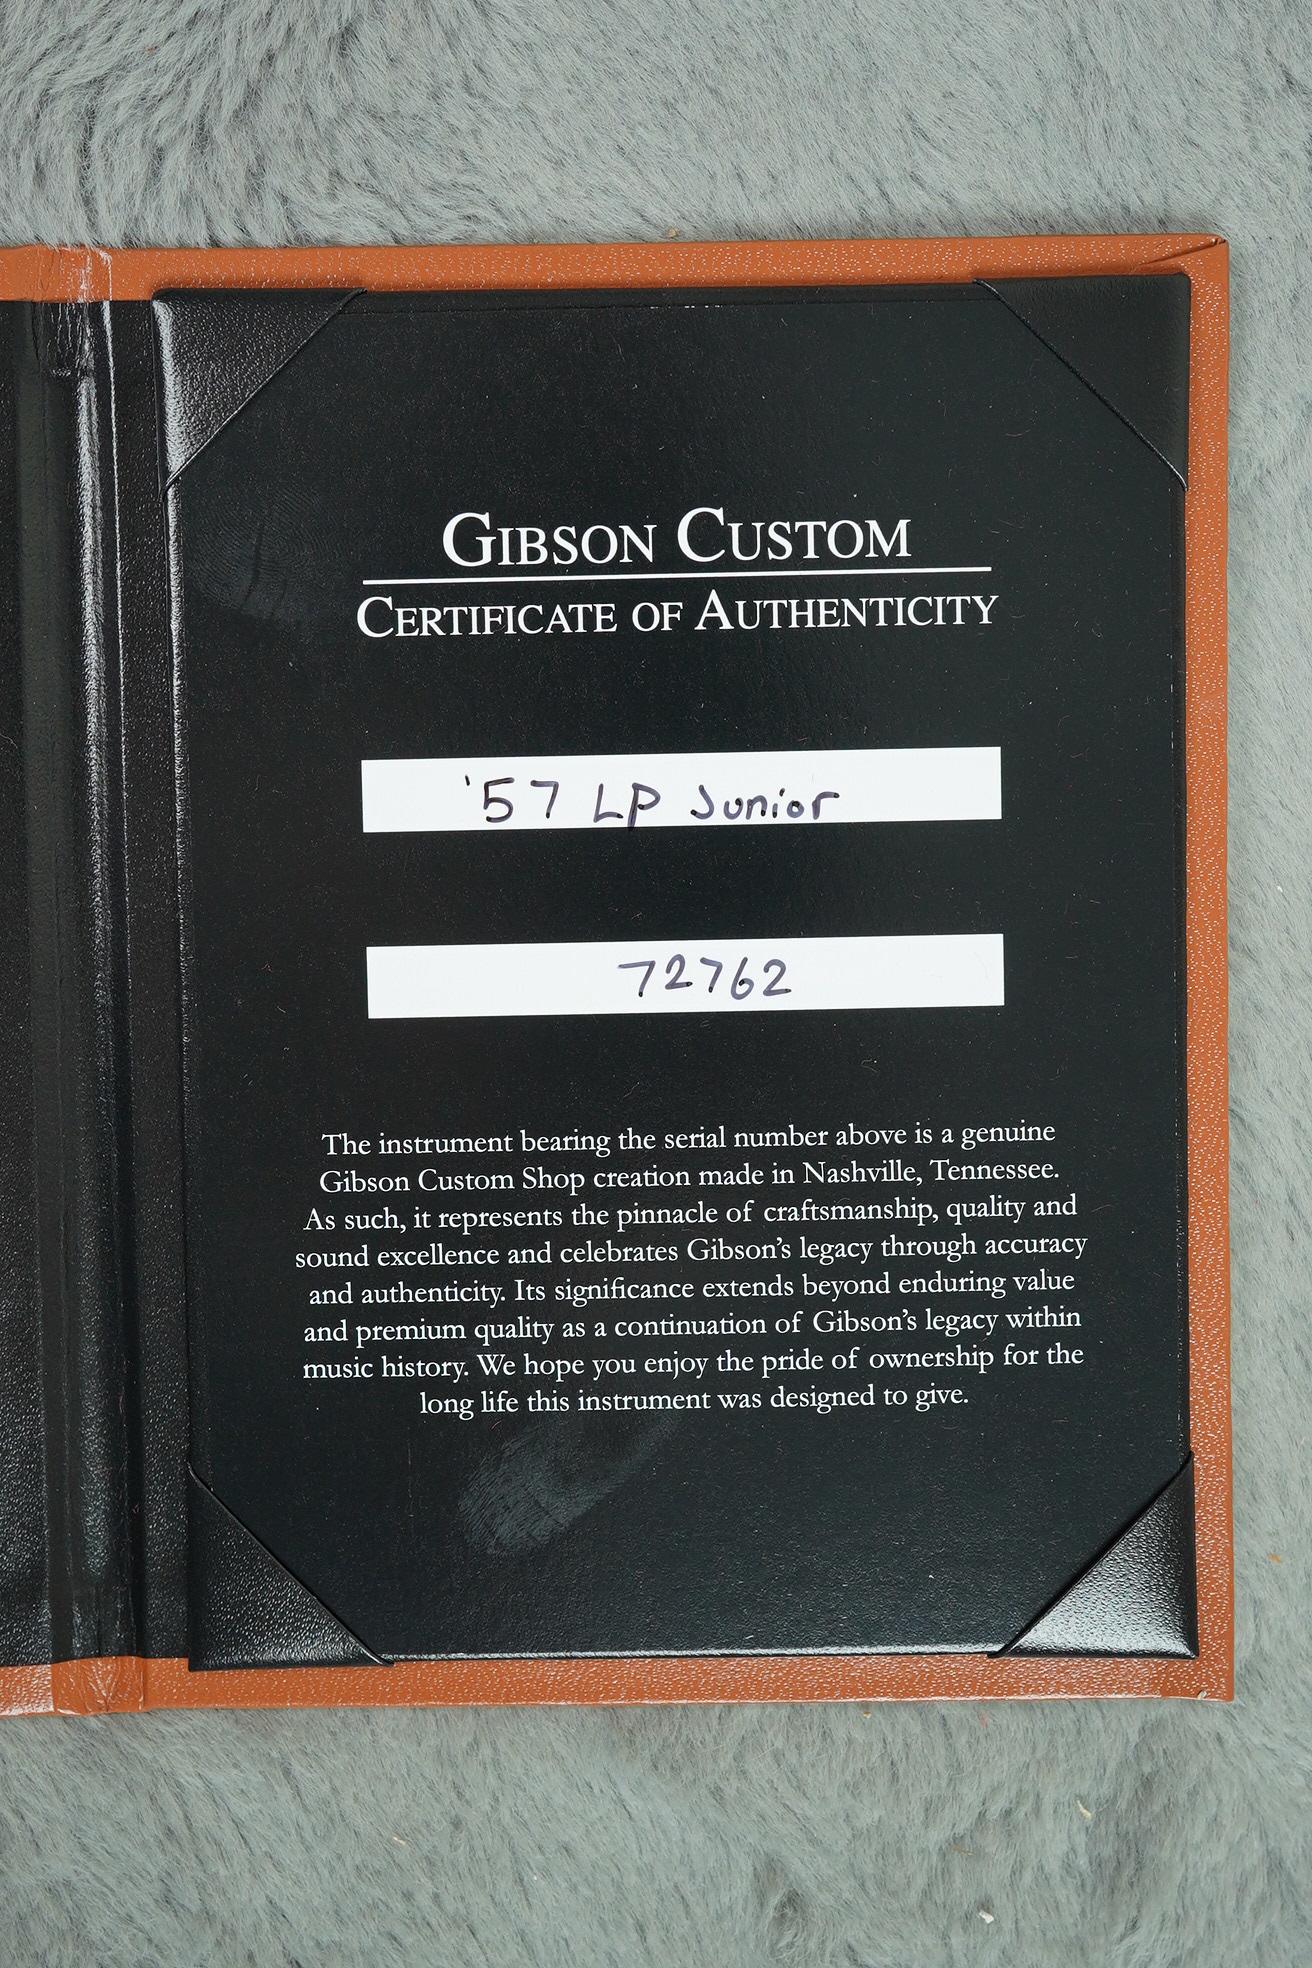 GIBSON CUSTOM
CERTIFICATE OF AUTHENTICITY
'57 LP Junior
72762
The instrument bearing the serial number above is a genuine
Gibson Custom Shop creation made in Nashville, Tennessee.
As such, it represents the pinnacle of craftsmanship, quality and
sound excellence and celebrates Gibson's legacy through accuracy
and authenticity. Its significance extends beyond enduring value
and premium quality as a continuation of Gibson's legacy within
music history. We hope you enjoy the pride of ownership for the
long life this instrument was designed to give.